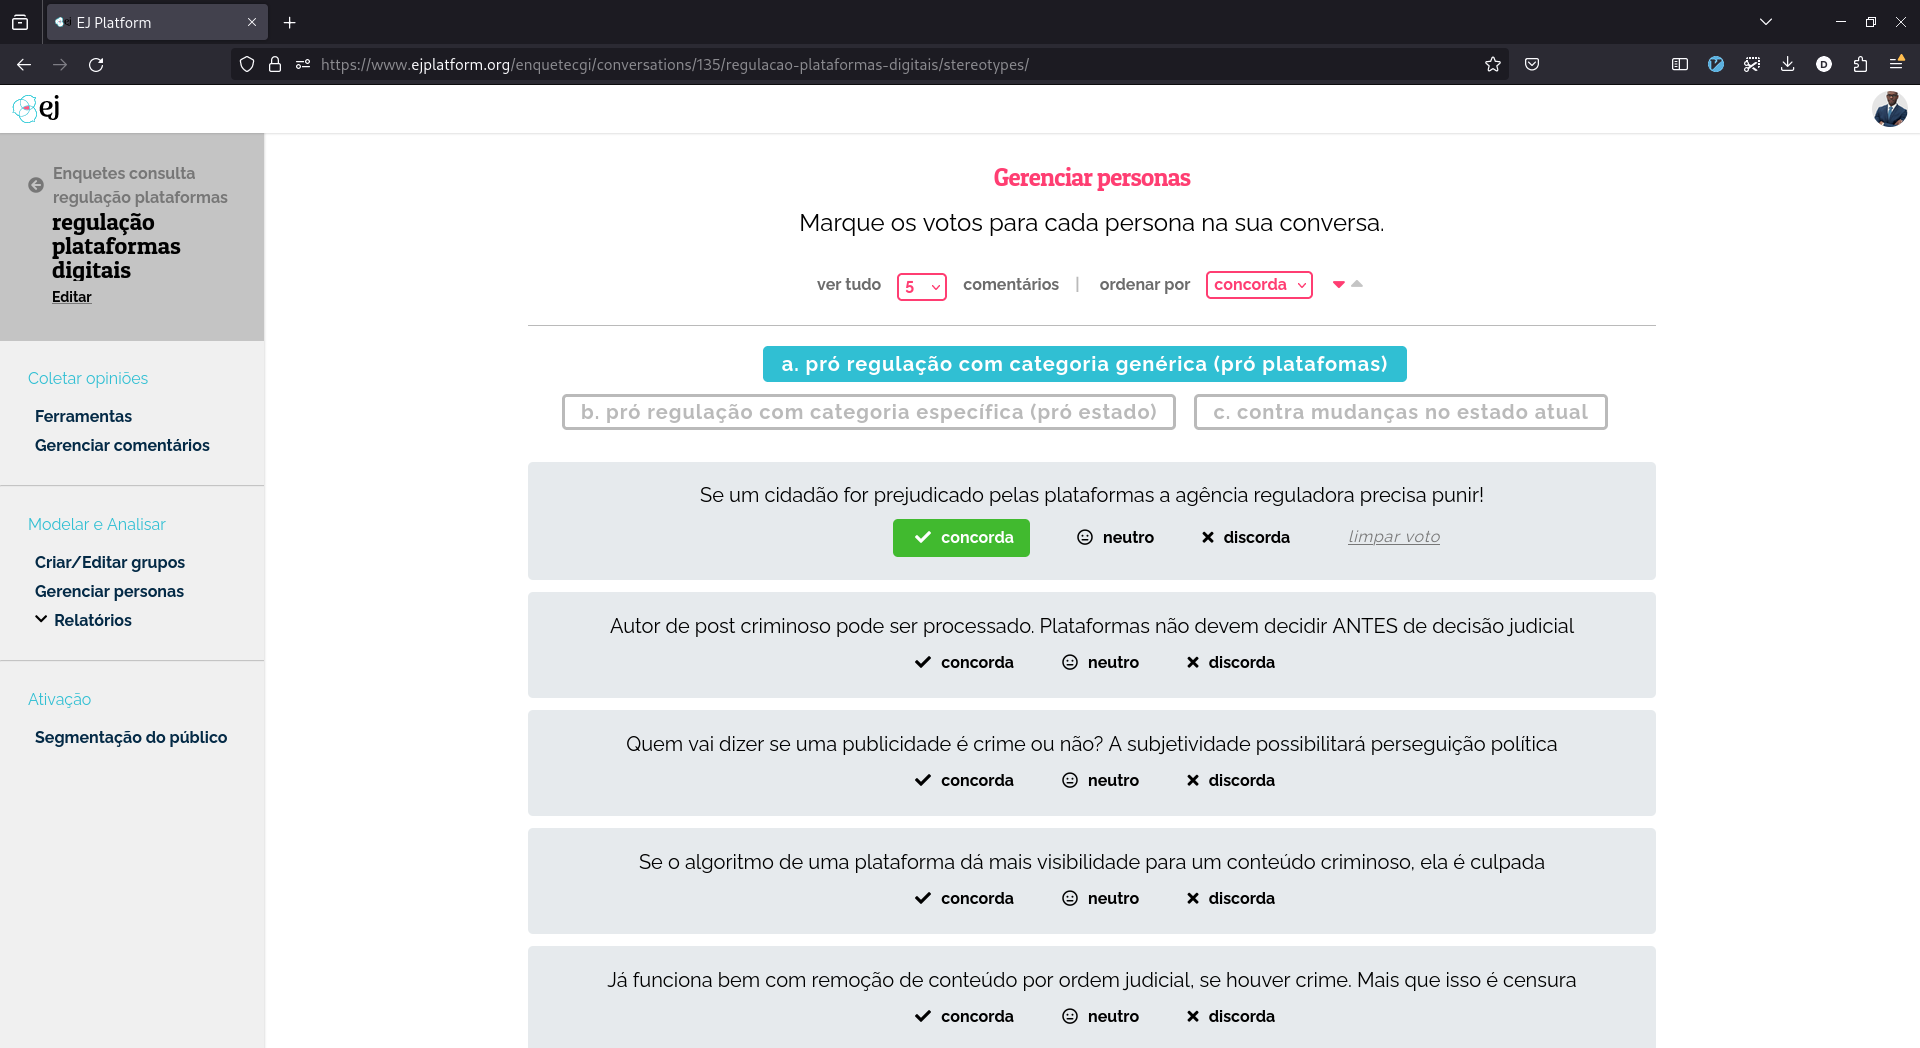 EJ Platform
https://www.ejplatform.org/enquetecgi/conversations/135/regulacao-plataformas-digitais/stereotypes/
D
ej
Enquetes consulta
regulação plataformas
regulação
plataformas
digitais
Editar
Coletar opiniões
Ferramentas
Gerenciar comentários
Modelar e Analisar
Criar/Editar grupos
Gerenciar personas
Relatórios
Ativação
Segmentação do público
Gerenciar personas
Marque os votos para cada persona na sua conversa.
ver tudo 5 comentários | ordenar por concorda
a. pró regulação com categoria genérica (pró platafomas)
b. pró regulação com categoria específica (pró estado) c. contra mudanças no estado atual
Se um cidadão for prejudicado pelas plataformas a agência reguladora precisa punir!
concorda neutro discorda limpar voto
Autor de post criminoso pode ser processado. Plataformas não devem decidir ANTES de decisão judicial
concorda neutro discorda
Quem vai dizer se uma publicidade é crime ou não? A subjetividade possibilitará perseguição política
concorda neutro discorda
Se o algoritmo de uma plataforma dá mais visibilidade para um conteúdo criminoso, ela é culpada
concorda neutro discorda
Já funciona bem com remoção de conteúdo por ordem judicial, se houver crime. Mais que isso é censura
concorda neutro discorda